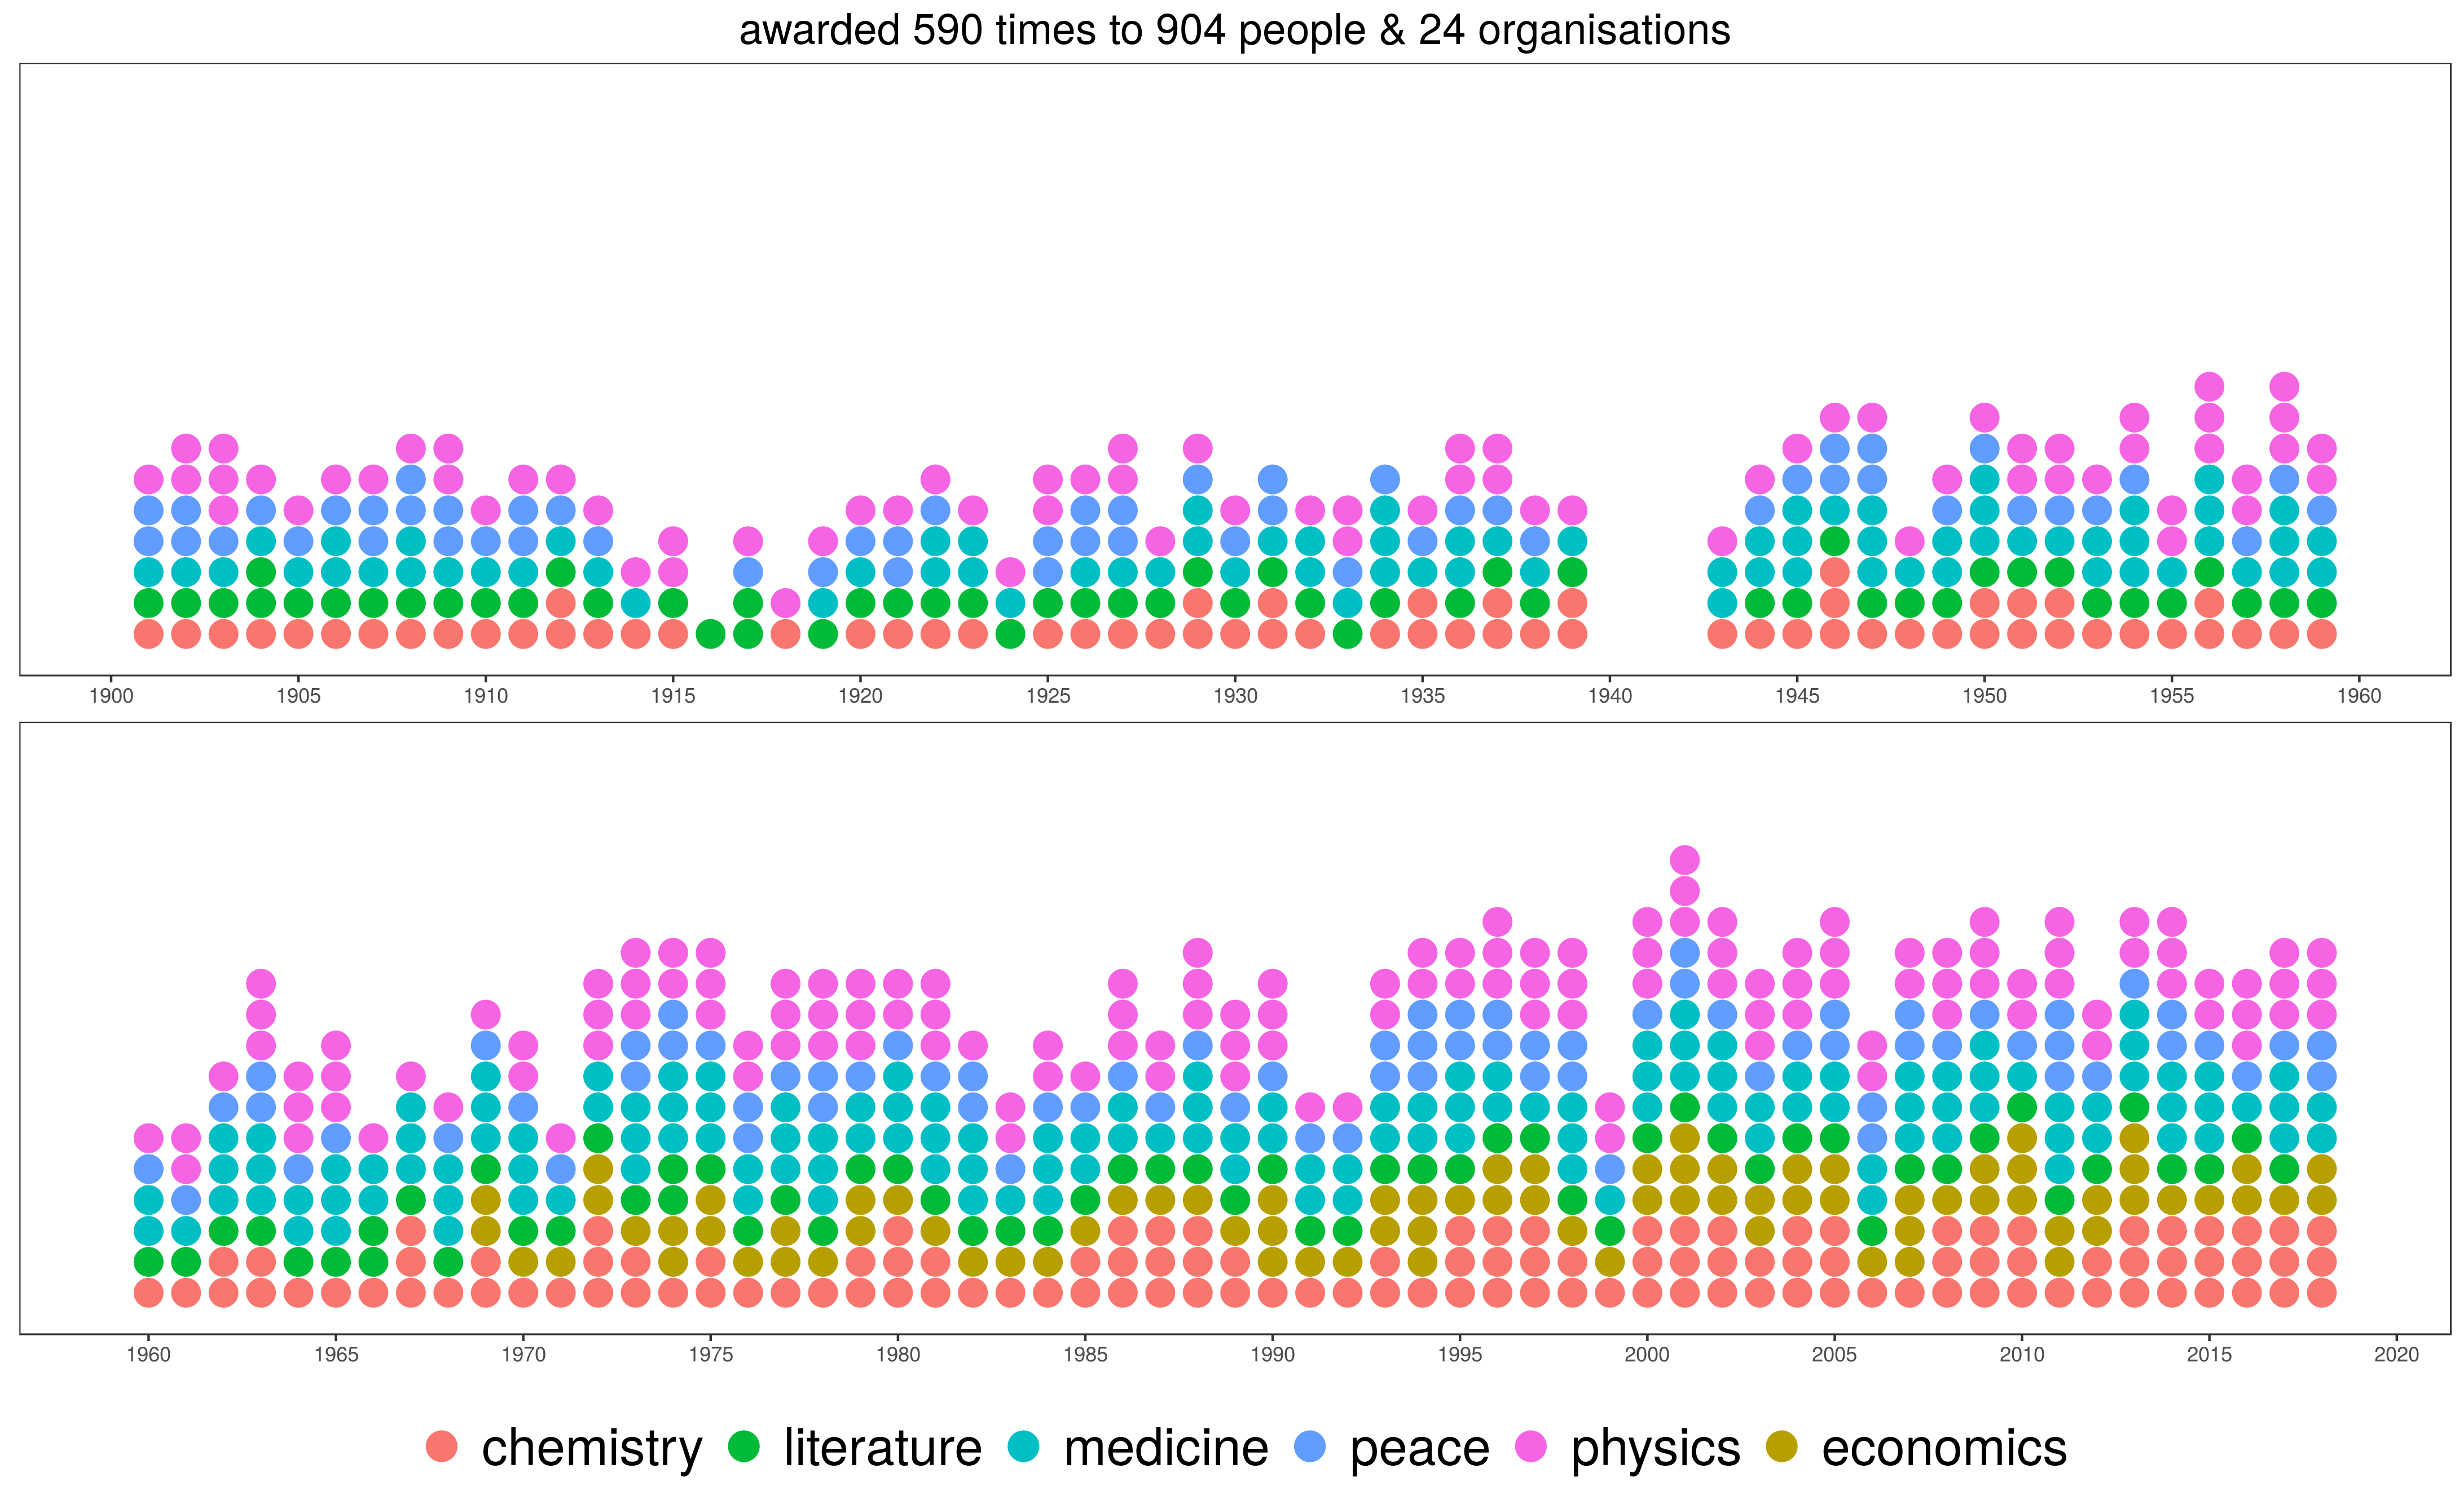 awarded 590 times to 904 people & 24 organisations
1900 1905 1910 1915 1920 1925 1930 1935 1940 1945 1950 1955 1960
1960 1965 1970 1975 1980 1985 1990 1995 2000 2005 2010 2015 2020
chemistry literature medicine peace physics economics